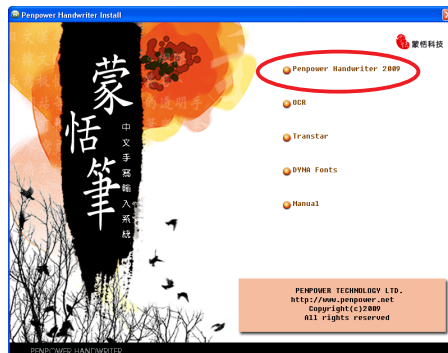 Penpower Handwriter Install
蒙恬科技
Penpower Handwriter 2009
OCR
Transtar
DYNA Fonts
Manual
蒙恬筆
中文手寫輸入系統
PENPOWER TECHNOLOGY LTD.
http://www.penpower.net
Copyright(c)2009
All rights reserved
PENPOWER HANDWRITER